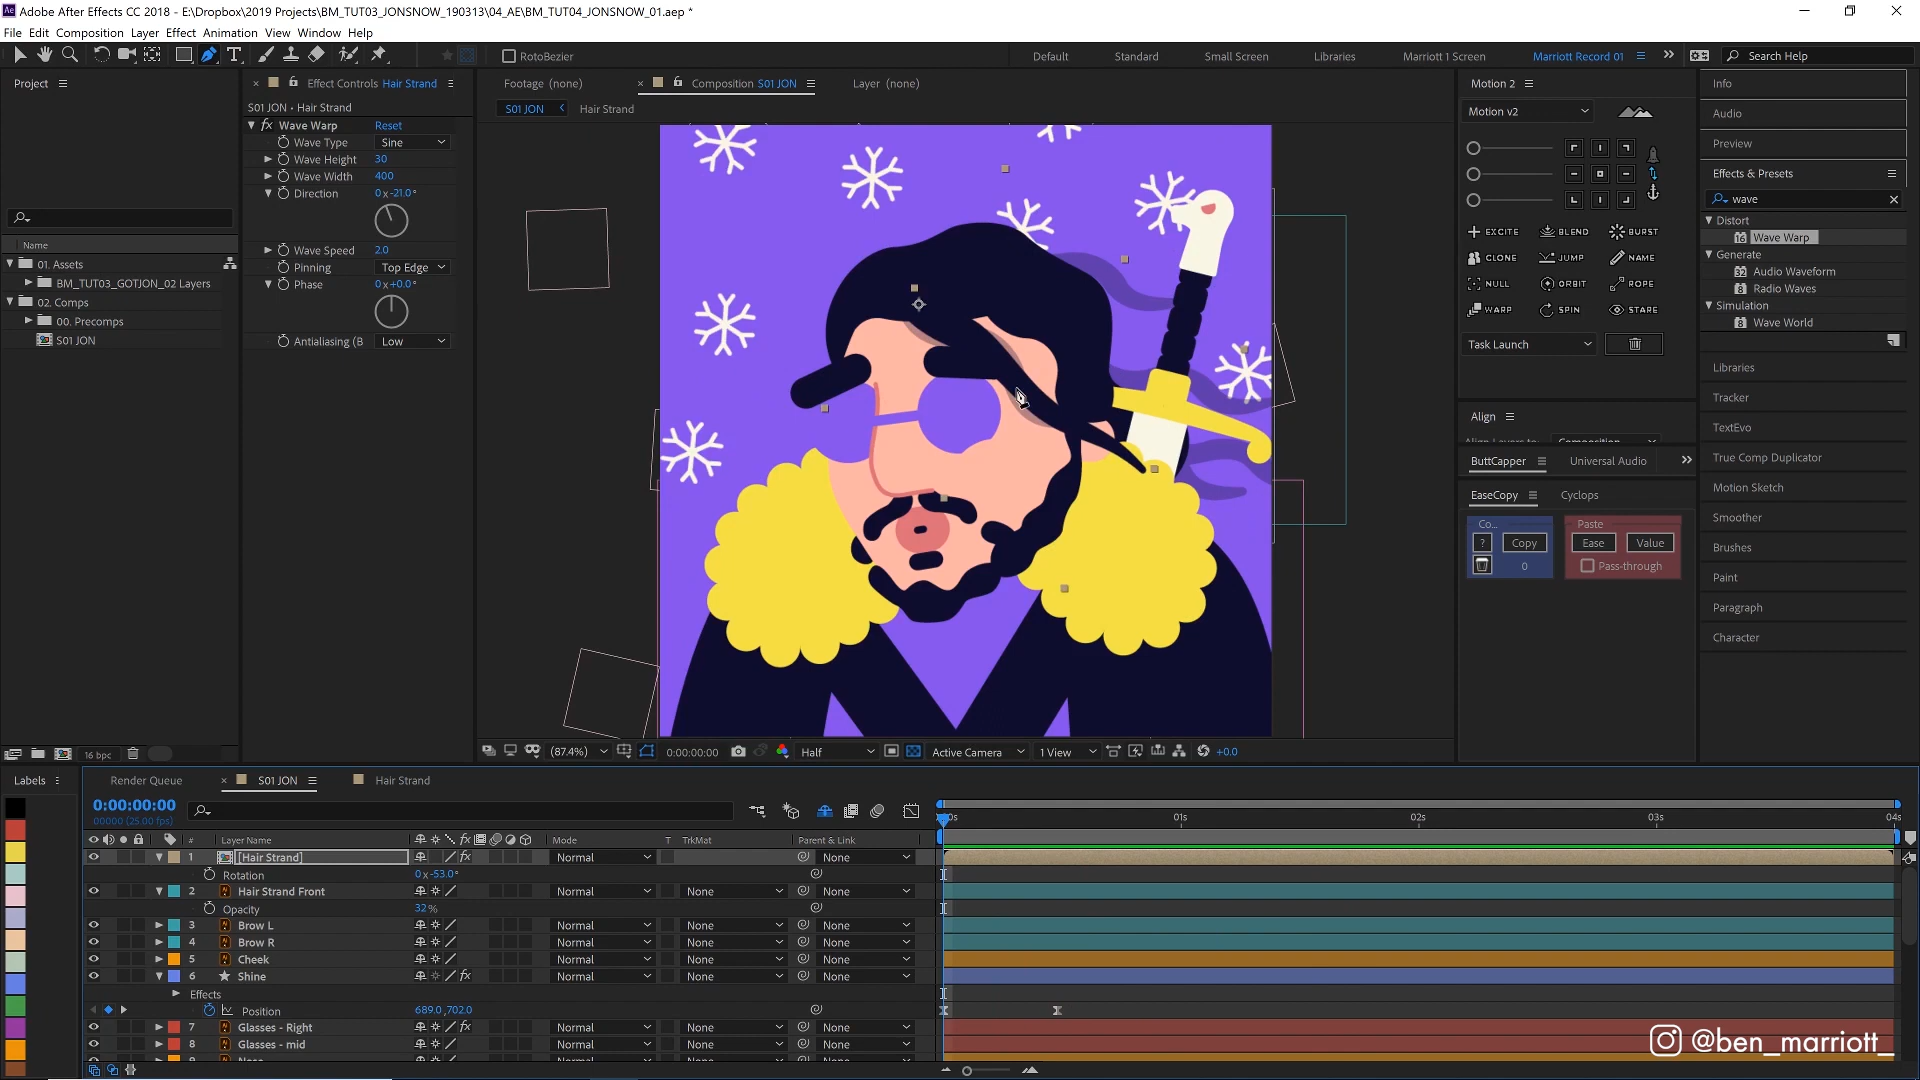 Adobe After Effects CC 2018 - E:\Dropbox\2019 Projects\BM_TUT03_JONSNOW_190313\04_AE\BM_TUT04_JONSNOW_01.aep *
File Edit Composition Layer Effect Animation View Window Help
RotoBezier
Default Standard Small Screen Libraries Marriott 1 Screen Marriott Record 01 Search Help
Project
Effect Controls Hair Strand
Footage (none) Composition S01 JON Layer (none)
S01 JON Hair Strand
S01 JON • Hair Strand
fx Wave Warp Reset
Wave Type Sine
Wave Height 30
Wave Width 400
Direction 0 x -21.0°
Wave Speed 2.0
Pinning Top Edge
Phase 0 x +0.0°
Antialiasing (B Low
Name
01. Assets
BM_TUT03_GOTJON_02 Layers
02. Comps
00. Precomps
S01 JON
16 bpc
Motion 2
Motion v2
EXCITE BLEND BURST
CLONE JUMP NAME
NULL ORBIT ROPE
WARP SPIN STARE
Task Launch
Align
Align Layers to: Composition
ButtCapper Universal Audio
EaseCopy Cyclops
Co... Paste
? Copy Ease Value
0 Pass-through
Info
Audio
Preview
Effects & Presets
wave
Distort
Wave Warp
Generate
Audio Waveform
Radio Waves
Simulation
Wave World
Libraries
Tracker
TextEvo
True Comp Duplicator
Motion Sketch
Smoother
Brushes
Paint
Paragraph
Character
(87.4%) 0:00:00:00 Half Active Camera 1 View +0.0
Labels Render Queue S01 JON Hair Strand
0:00:00:00
00000 (25.00 fps)
01s 02s 03s 04s
# Layer Name Mode T TrkMat Parent & Link
1 [Hair Strand] Normal None
Rotation 0 x -53.0°
2 Hair Strand Front Normal None None
Opacity 32 %
3 Brow L Normal None None
4 Brow R Normal None None
5 Cheek Normal None None
6 Shine Normal None None
Effects
Position 689.0, 702.0
7 Glasses - Right Normal None None
8 Glasses - mid Normal None None
@ben_marriott_